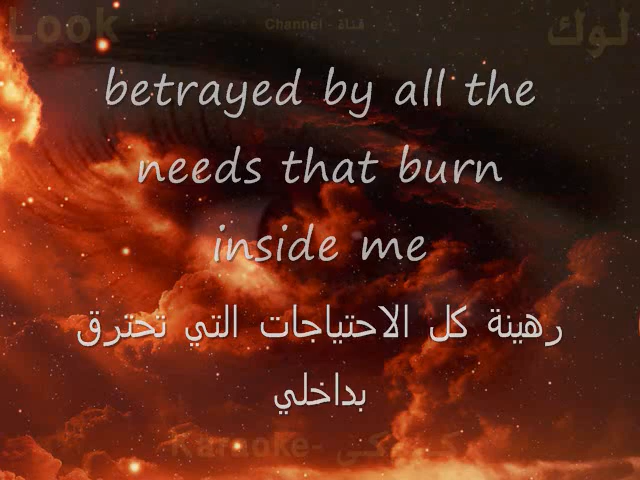 Look
Channel - قناة
لوك
betrayed by all the
needs that burn
inside me
رهينة كل الاحتياجات التي تحترق
بداخلي
Karaoke- كاريوكي